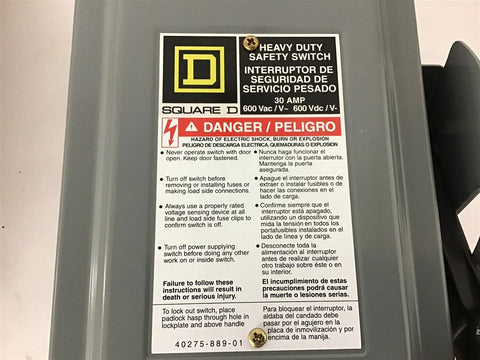 D
SQUARE D
HEAVY DUTY
SAFETY SWITCH
INTERRUPTOR DE
SEGURIDAD DE
SERVICIO PESADO
30 AMP
600 Vac / V~ 600 Vdc / V⎓
DANGER / PELIGRO
HAZARD OF ELECTRIC SHOCK, BURN OR EXPLOSION
PELIGRO DE DESCARGA ELECTRICA, QUEMADURAS O EXPLOSION
• Never operate switch with door
open. Keep door fastened.
• Turn off switch before
removing or installing fuses or
making load side connections.
• Always use a properly rated
voltage sensing device at all
line and load side fuse clips to
confirm switch is off.
• Turn off power supplying
switch before doing any other
work on or inside switch.
Failure to follow these
instructions will result in
death or serious injury.
• Nunca haga funcionar el
interrutor con la puerta abierta.
Mantenga la puerta
asegurada.
• Apague el interruptor antes de
extraer o instalar fusibles o de
hacer las conexiones en el
lado de carga.
• Confirme siempre que el
interruptor está apagado,
utilizando un dispositivo que
mida la tensión en todos los
portafusibles instalados en el
lado de línea y de carga.
• Desconecte toda la
alimentación al interruptor
antes de realizar cualquier
otro trabajo sobre éste o en
su interior.
El incumplimiento de estas
precauciones podrá causar
la muerte o lesiones serias.
To lock out switch, place
padlock hasp through hole in
lockplate and above handle
Para bloquear el interruptor, la
aldaba del candado debe
pasar por el agujero en la
placa de inmovilización y por
encima de la manija.
40275-889-01